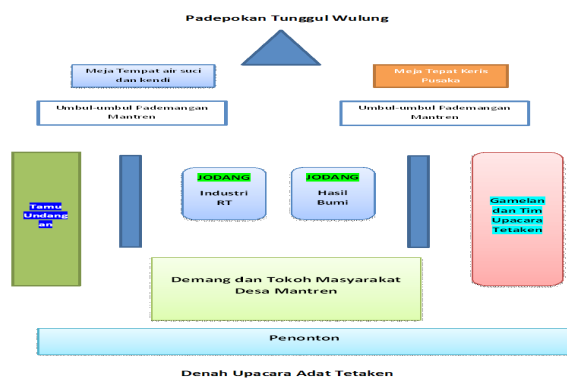 Padepokan Tunggul Wulung
Meja Tempat air suci
dan kendi
Meja Tepat Keris
Pusaka
Umbul-umbul Pademangan
Mantren
Umbul-umbul Pademangan
Mantren
Tamu
Undang
an
JODANG
Industri
RT
JODANG
Hasil
Bumi
Gamelan
dan Tim
Upacara
Tetaken
Demang dan Tokoh Masyarakat
Desa Mantren
Penonton
Denah Upacara Adat Tetaken